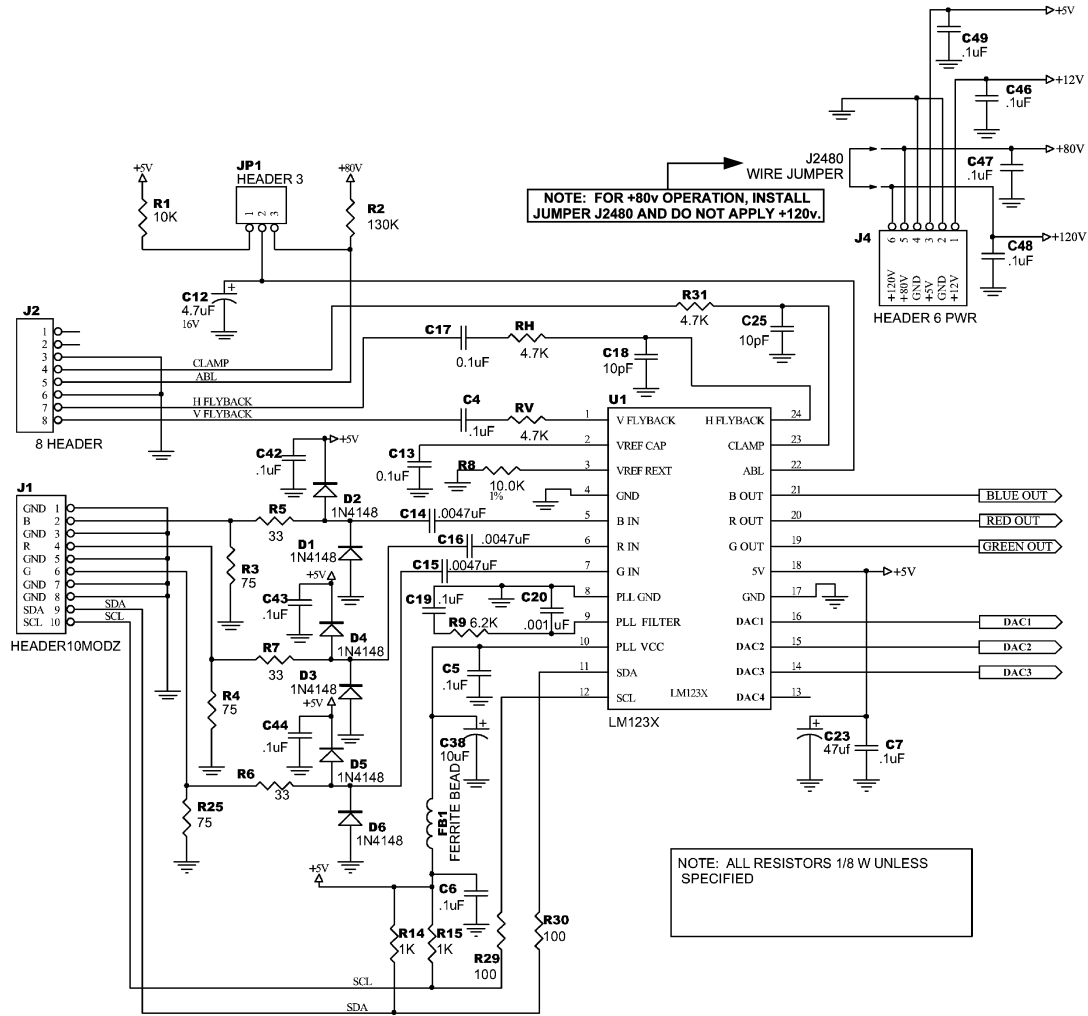 +5V
C49
.1uF
+12V
C46
.1uF
+80V
J2480
WIRE JUMPER
C47
.1uF
NOTE: FOR +80v OPERATION, INSTALL
JUMPER J2480 AND DO NOT APPLY +120v.
+120V
C48
.1uF
J4
6 5 4 3 2 1
+120V
+80V
GND
+5V
GND
+12V
HEADER 6 PWR
+5V
JP1
HEADER 3
1 2 3
+80V
R1
10K
R2
130K
C12
4.7uF
16V
R31
4.7K
C25
10pF
J2
1
2
3
4
5
6
7
8
8 HEADER
CLAMP
ABL
H FLYBACK
V FLYBACK
C17
0.1uF
RH
4.7K
C18
10pF
C4
.1uF
RV
4.7K
C13
0.1uF
R8
10.0K
1%
U1
1 V FLYBACK H FLYBACK 24
2 VREF CAP CLAMP 23
3 VREF REXT ABL 22
4 GND B OUT 21
5 B IN R OUT 20
6 R IN G OUT 19
7 G IN 5V 18
8 PLL GND GND 17
9 PLL FILTER DAC1 16
10 PLL VCC DAC2 15
11 SDA DAC3 14
12 SCL LM123X DAC4 13
LM123X
BLUE OUT
RED OUT
GREEN OUT
+5V
DAC1
DAC2
DAC3
C23
47uf
C7
.1uF
J1
GND 1
B 2
GND 3
R 4
GND 5
G 6
GND 7
GND 8
SDA 9
SCL 10
HEADER10MODZ
SDA
SCL
C42
.1uF
+5V
D2
1N4148
R5
33
R3
75
D1
1N4148
C14
.0047uF
C16
.0047uF
C15
.0047uF
+5V
C43
.1uF
D4
1N4148
R7
33
R4
75
D3
1N4148
+5V
C44
.1uF
D5
1N4148
R6
33
R25
75
D6
1N4148
C19
.1uF
C20
.001uF
R9 6.2K
C5
.1uF
C38
10uF
FB1
FERRITE BEAD
+5V
C6
.1uF
R14
1K
R15
1K
R29
100
R30
100
SCL
SDA
NOTE: ALL RESISTORS 1/8 W UNLESS
SPECIFIED